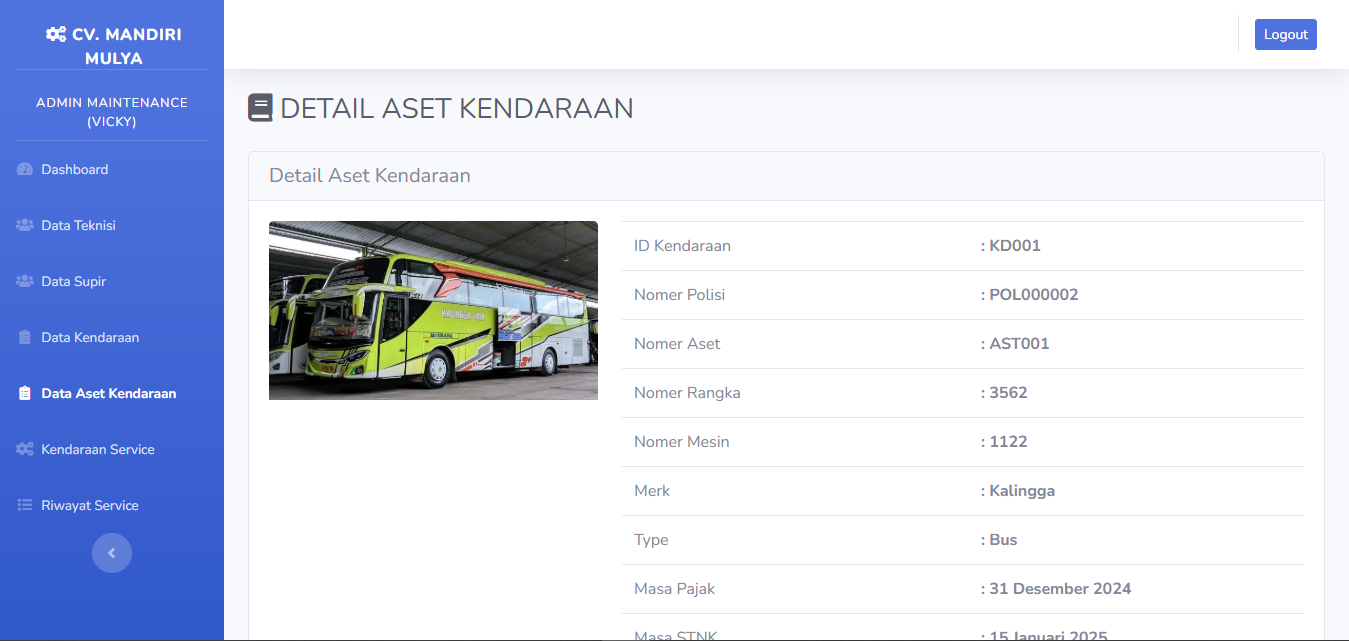 CV. MANDIRI
MULYA
ADMIN MAINTENANCE
(VICKY)
Dashboard
Data Teknisi
Data Supir
Data Kendaraan
Data Aset Kendaraan
Kendaraan Service
Riwayat Service
Logout
DETAIL ASET KENDARAAN
Detail Aset Kendaraan
KALINGGA JAYA
ID Kendaraan : KD001
Nomer Polisi : POL000002
Nomer Aset : AST001
Nomer Rangka : 3562
Nomer Mesin : 1122
Merk : Kalingga
Type : Bus
Masa Pajak : 31 Desember 2024
Masa STNK : 15 Januari 2025